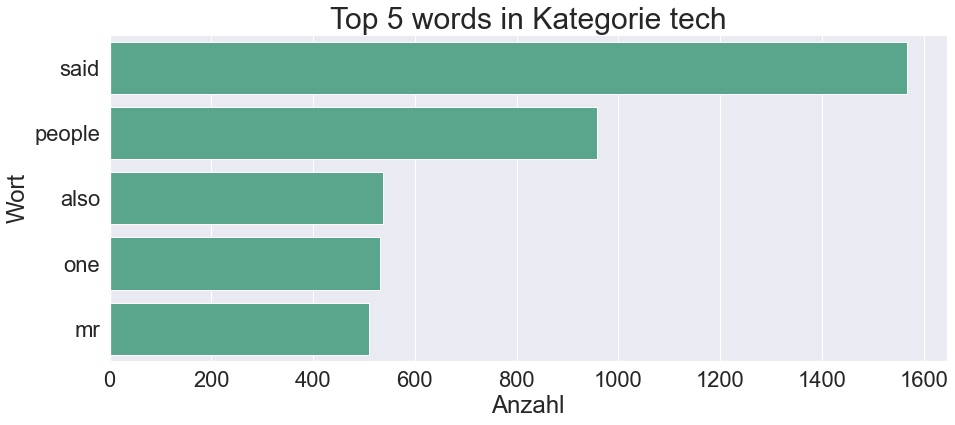 Top 5 words in Kategorie tech
said
people
also
one
mr
Wort
0 200 400 600 800 1000 1200 1400 1600
Anzahl